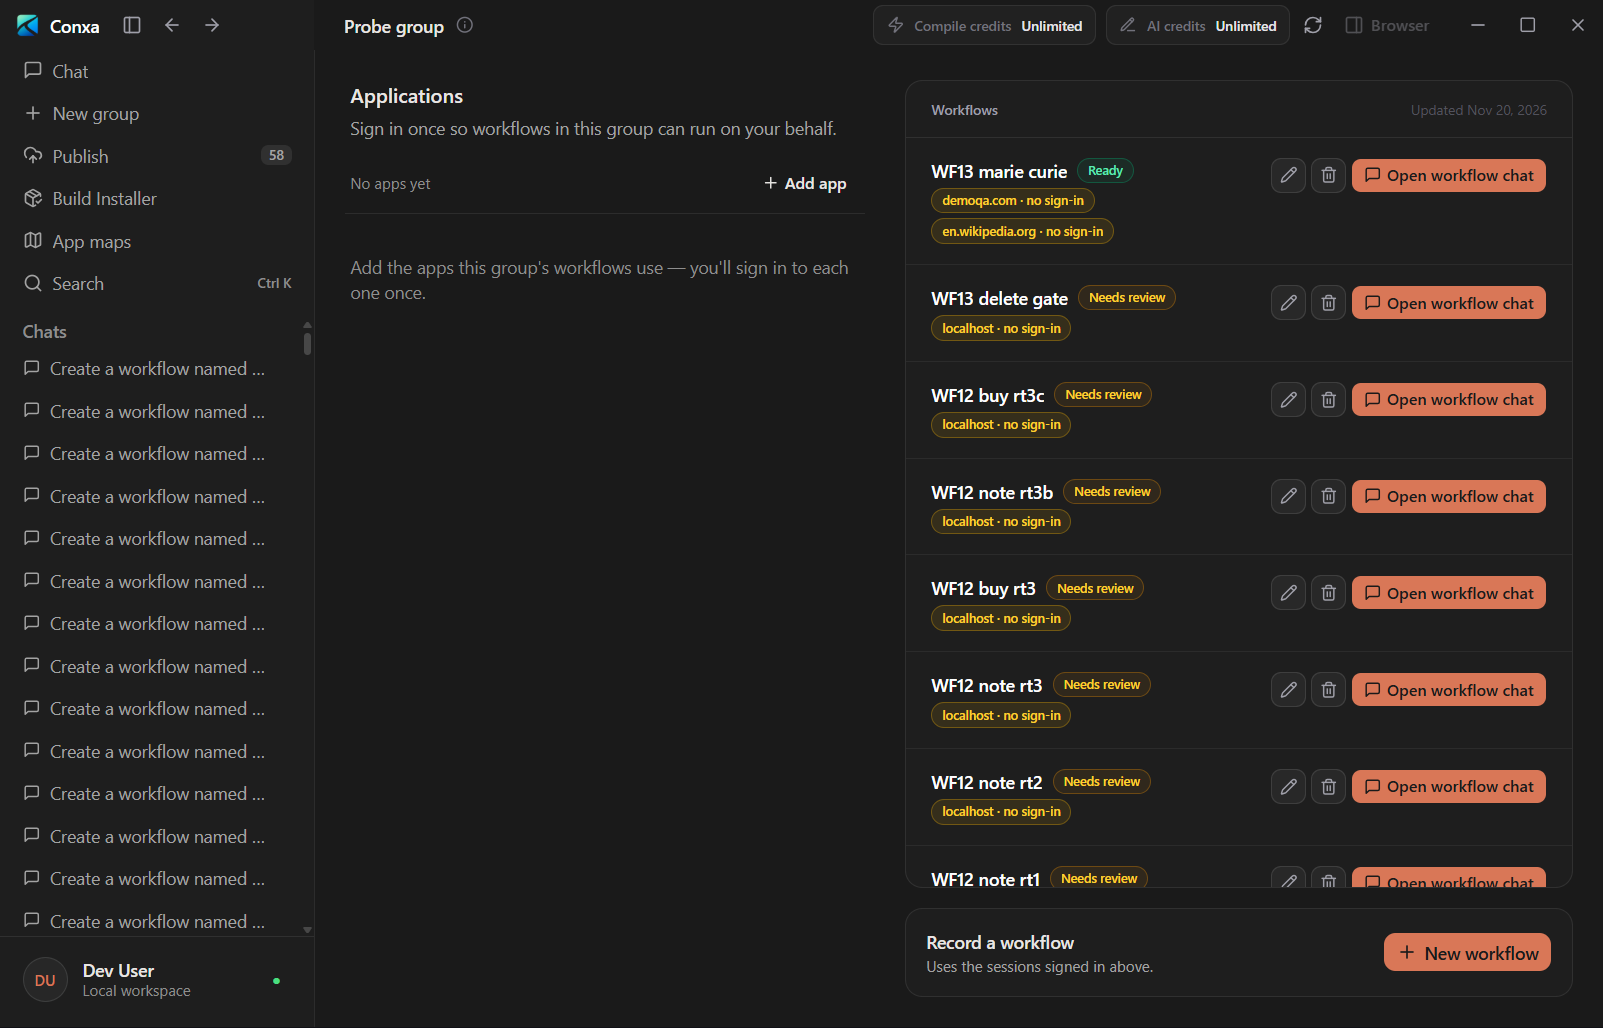 Conxa
Chat
New group
Publish 58
Build Installer
App maps
Search Ctrl K
Chats
Create a workflow named ...
Create a workflow named ...
Create a workflow named ...
Create a workflow named ...
Create a workflow named ...
Create a workflow named ...
Create a workflow named ...
Create a workflow named ...
Create a workflow named ...
Create a workflow named ...
Create a workflow named ...
Create a workflow named ...
Create a workflow named ...
Create a workflow named ...
DU
Dev User
Local workspace
Probe group
Compile credits Unlimited
AI credits Unlimited
Browser
Applications
Sign in once so workflows in this group can run on your behalf.
No apps yet
Add app
Add the apps this group's workflows use — you'll sign in to each
one once.
Workflows
Updated Nov 20, 2026
WF13 marie curie Ready
demoqa.com · no sign-in
en.wikipedia.org · no sign-in
Open workflow chat
WF13 delete gate Needs review
localhost · no sign-in
Open workflow chat
WF12 buy rt3c Needs review
localhost · no sign-in
Open workflow chat
WF12 note rt3b Needs review
localhost · no sign-in
Open workflow chat
WF12 buy rt3 Needs review
localhost · no sign-in
Open workflow chat
WF12 note rt3 Needs review
localhost · no sign-in
Open workflow chat
WF12 note rt2 Needs review
localhost · no sign-in
Open workflow chat
WF12 note rt1 Needs review
Open workflow chat
Record a workflow
Uses the sessions signed in above.
New workflow